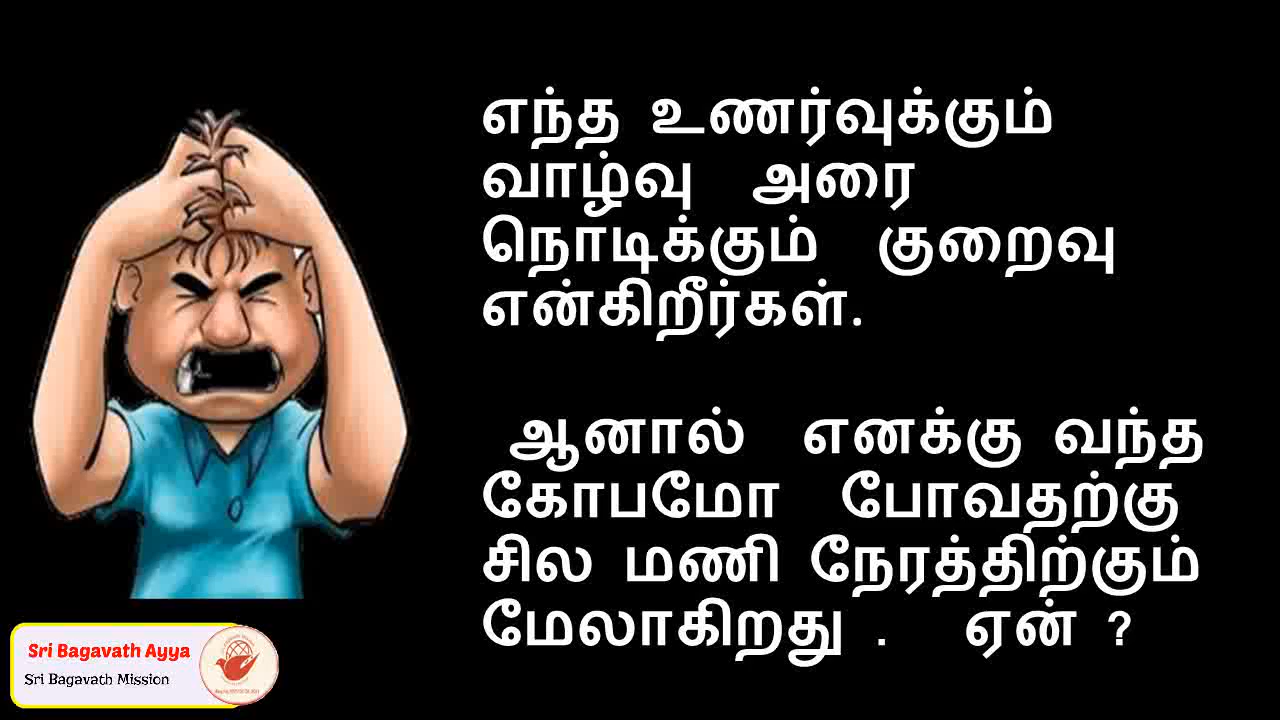 எந்த உணர்வுக்கும்
வாழ்வு அரை
நொடிக்கும் குறைவு
என்கிறீர்கள்.
ஆனால் எனக்கு வந்த
கோபமோ போவதற்கு
சில மணி நேரத்திற்கும்
மேலாகிறது . ஏன் ?
Sri Bagavath Ayya
Sri Bagavath Mission